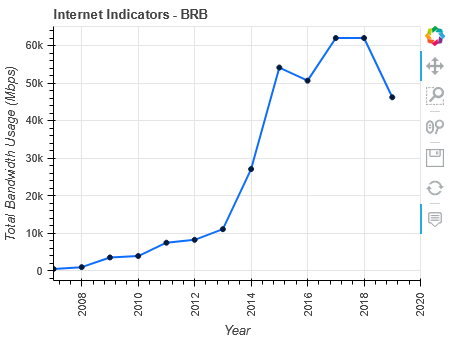 Internet Indicators - BRB
Total Bandwidth Usage (Mbps)
60k
50k
40k
30k
20k
10k
0
2008
2010
2012
2014
2016
2018
2020
Year